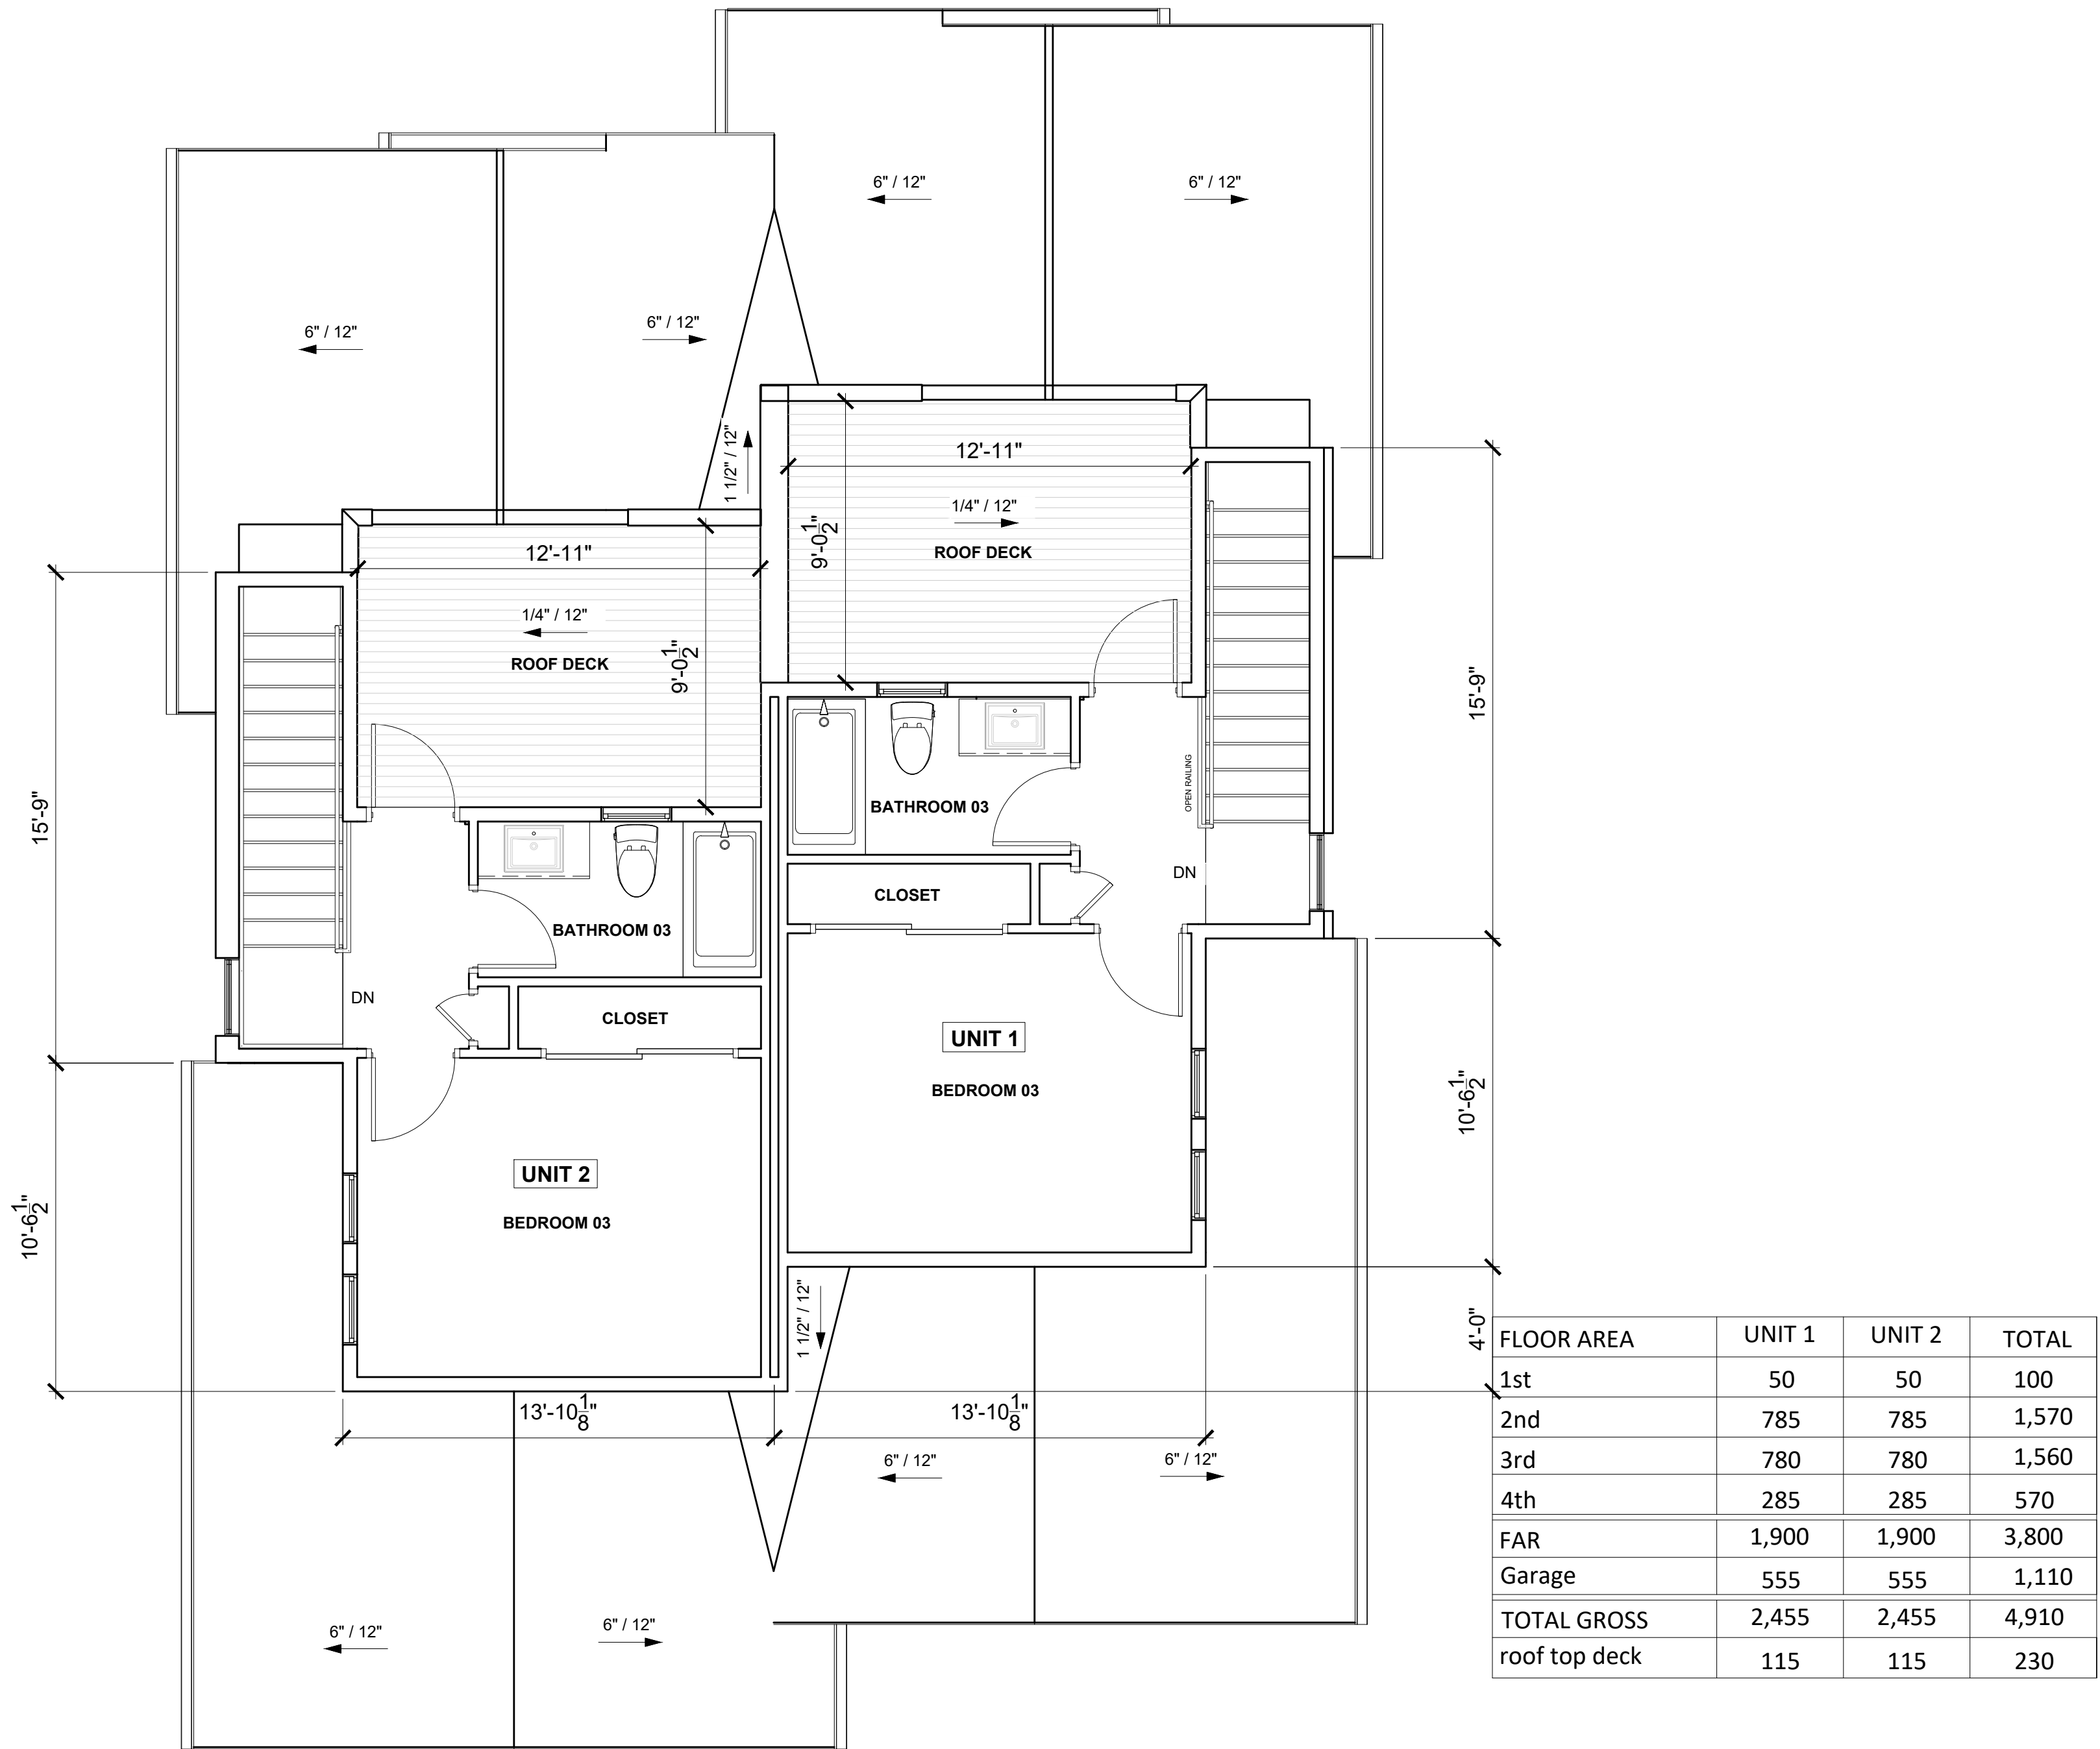 6" / 12"
6" / 12"
6" / 12"
6" / 12"
1 1/2" / 12"
12'-11"
1/4" / 12"
9'-0 1/2"
ROOF DECK
12'-11"
1/4" / 12"
9'-0 1/2"
ROOF DECK
15'-9"
15'-9"
OPEN RAILING
BATHROOM 03
DN
CLOSET
BATHROOM 03
DN
CLOSET
UNIT 1
BEDROOM 03
10'-6 1/2"
UNIT 2
BEDROOM 03
10'-6 1/2"
1 1/2" / 12"
4'-0"
13'-10 1/8"
13'-10 1/8"
6" / 12"
6" / 12"
6" / 12"
6" / 12"
FLOOR AREA UNIT 1 UNIT 2 TOTAL
1st 50 50 100
2nd 785 785 1,570
3rd 780 780 1,560
4th 285 285 570
FAR 1,900 1,900 3,800
Garage 555 555 1,110
TOTAL GROSS 2,455 2,455 4,910
roof top deck 115 115 230